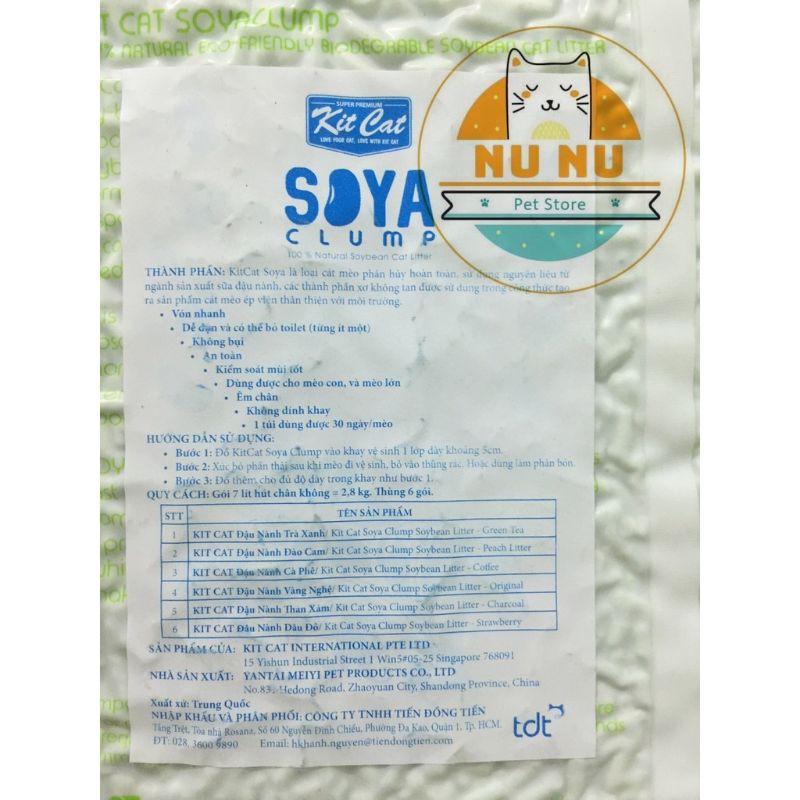 T CAT SOYACLUMP
% NATURAL ECO-FRIENDLY BIODEGRABLE SOYBEAN CAT LITTER
SUPER PREMIUM
Kit Cat
LOVE YOUR CAT, LOVE WITH KIT CAT
NU NU
Pet Store
SOYA
CLUMP
100 % Natural Soybean Cat Litter
THÀNH PHẦN: KitCat Soya là loại cát mèo phân hủy hoàn toàn, sử dụng nguyên liệu từ
ngành sản xuất sữa đậu nành, các thành phần xơ không tan được sử dụng trong công thức tạo
ra sản phẩm cát mèo ép viên thân thiện với môi trường.
• Vón nhanh
• Dễ dọn và có thể bỏ toilet (từng ít một)
• Không bụi
• An toàn
• Kiểm soát mùi tốt
• Dùng được cho mèo con, và mèo lớn
• Êm chân
• Không dính khay
• 1 túi dùng được 30 ngày/mèo
HƯỚNG DẪN SỬ DỤNG:
• Bước 1: Đổ KitCat Soya Clump vào khay vệ sinh 1 lớp dày khoảng 5cm.
• Bước 2: Xúc bỏ phần thải sau khi mèo đi vệ sinh, bỏ vào thùng rác. Hoặc dùng làm phân bón.
• Bước 3: Đổ thêm cho đủ độ dày trong khay như bước 1.
QUY CÁCH: Gói 7 lít hút chân không = 2,8 kg. Thùng 6 gói.
STT TÊN SẢN PHẨM
1 KIT CAT Đậu Nành Trà Xanh/ Kit Cat Soya Clump Soybean Litter - Green Tea
2 KIT CAT Đậu Nành Đào Cam/ Kit Cat Soya Clump Soybean Litter - Peach Litter
3 KIT CAT Đậu Nành Cà Phê/ Kit Cat Soya Clump Soybean Litter - Coffee
4 KIT CAT Đậu Nành Vàng Nghệ/ Kit Cat Soya Clump Soybean Litter - Original
5 KIT CAT Đậu Nành Than Xám/ Kit Cat Soya Clump Soybean Litter - Charcoal
6 KIT CAT Đậu Nành Dâu Đỏ/ Kit Cat Soya Clump Soybean Litter - Strawberry
SẢN PHẨM CỦA: KIT CAT INTERNATIONAL PTE LTD
15 Yishun Industrial Street 1 Win5#05-25 Singapore 768091
NHÀ SẢN XUẤT: YANTAI MEIYI PET PRODUCTS CO., LTD
No.83, Hedong Road, Zhaoyuan City, Shandong Province, China
Xuất xứ: Trung Quốc
NHẬP KHẨU VÀ PHÂN PHỐI: CÔNG TY TNHH TIẾN ĐỒNG TIẾN
Tầng Trệt, Tòa nhà Rosana, Số 60 Nguyễn Đình Chiểu, Phường Đa Kao, Quận 1, Tp. HCM.
ĐT: 028. 3600 9890 Email: hkhanh.nguyen@tiendongtien.com
tdt